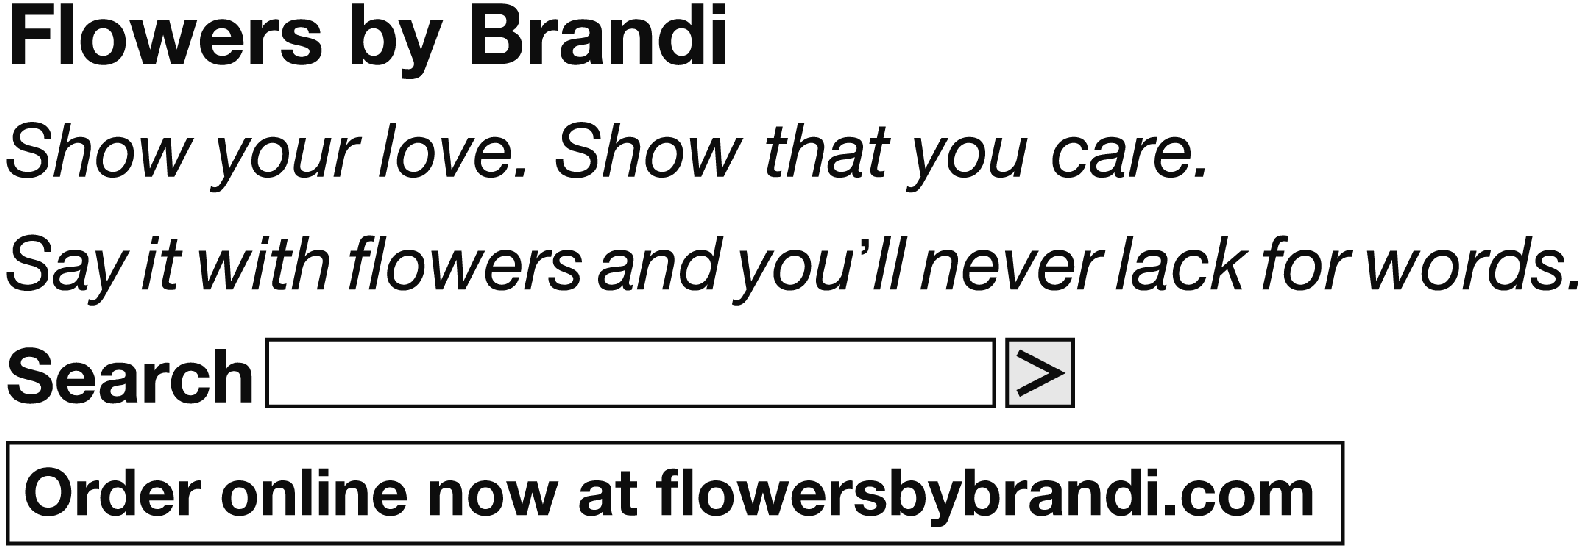 Flowers by Brandi
Show your love. Show that you care.
Say it with flowers and you’ll never lack for words.
Search >
Order online now at flowersbybrandi.com